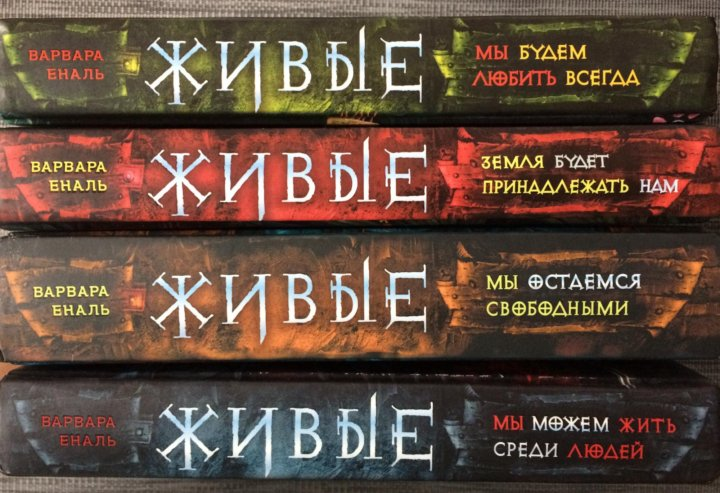 ВАРВАРА
ЕНАЛЬ
ЖИВЫЕ
МЫ БУДЕМ
ЛЮБИТЬ ВСЕГДА
ВАРВАРА
ЕНАЛЬ
ЖИВЫЕ
ЗЕМЛЯ БУДЕТ
ПРИНАДЛЕЖАТЬ НАМ
ВАРВАРА
ЕНАЛЬ
ЖИВЫЕ
МЫ ОСТАЕМСЯ
СВОБОДНЫМИ
ВАРВАРА
ЕНАЛЬ
ЖИВЫЕ
МЫ МОЖЕМ ЖИТЬ
СРЕДИ ЛЮДЕЙ